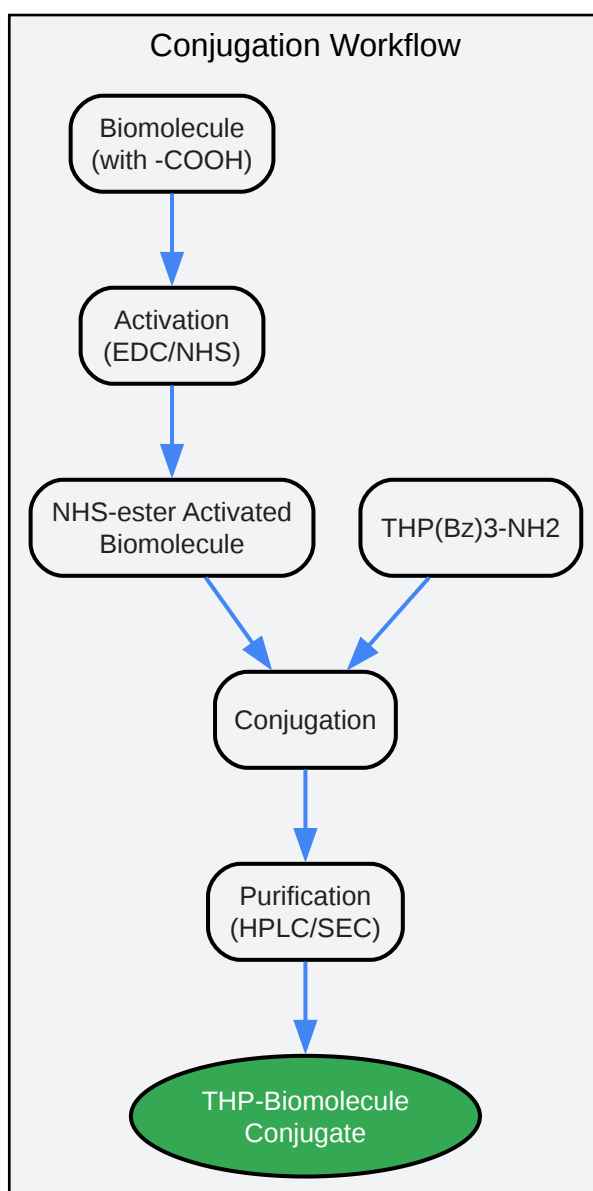 Conjugation Workflow
Biomolecule
(with -COOH)
Activation
(EDC/NHS)
NHS-ester Activated
Biomolecule
THP(Bz)3-NH2
Conjugation
Purification
(HPLC/SEC)
THP-Biomolecule
Conjugate